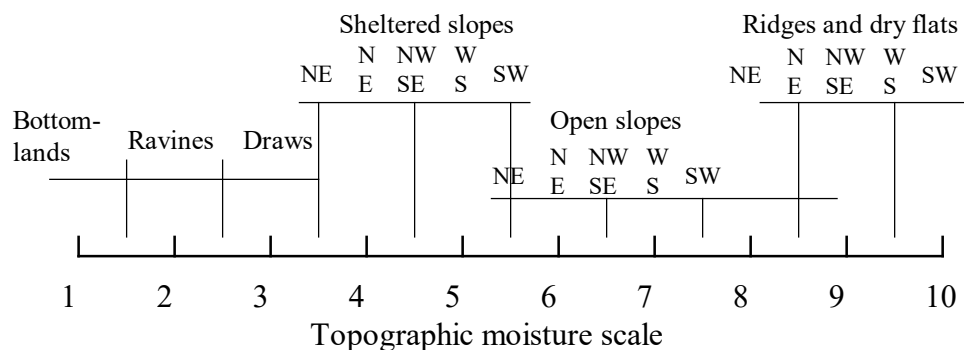 Sheltered slopes
NE N NW W SW
E SE S
Ridges and dry flats
NE N NW W SW
E SE S
Bottom-
lands
Ravines
Draws
Open slopes
NE N NW W SW
E SE S
1 2 3 4 5 6 7 8 9 10
Topographic moisture scale